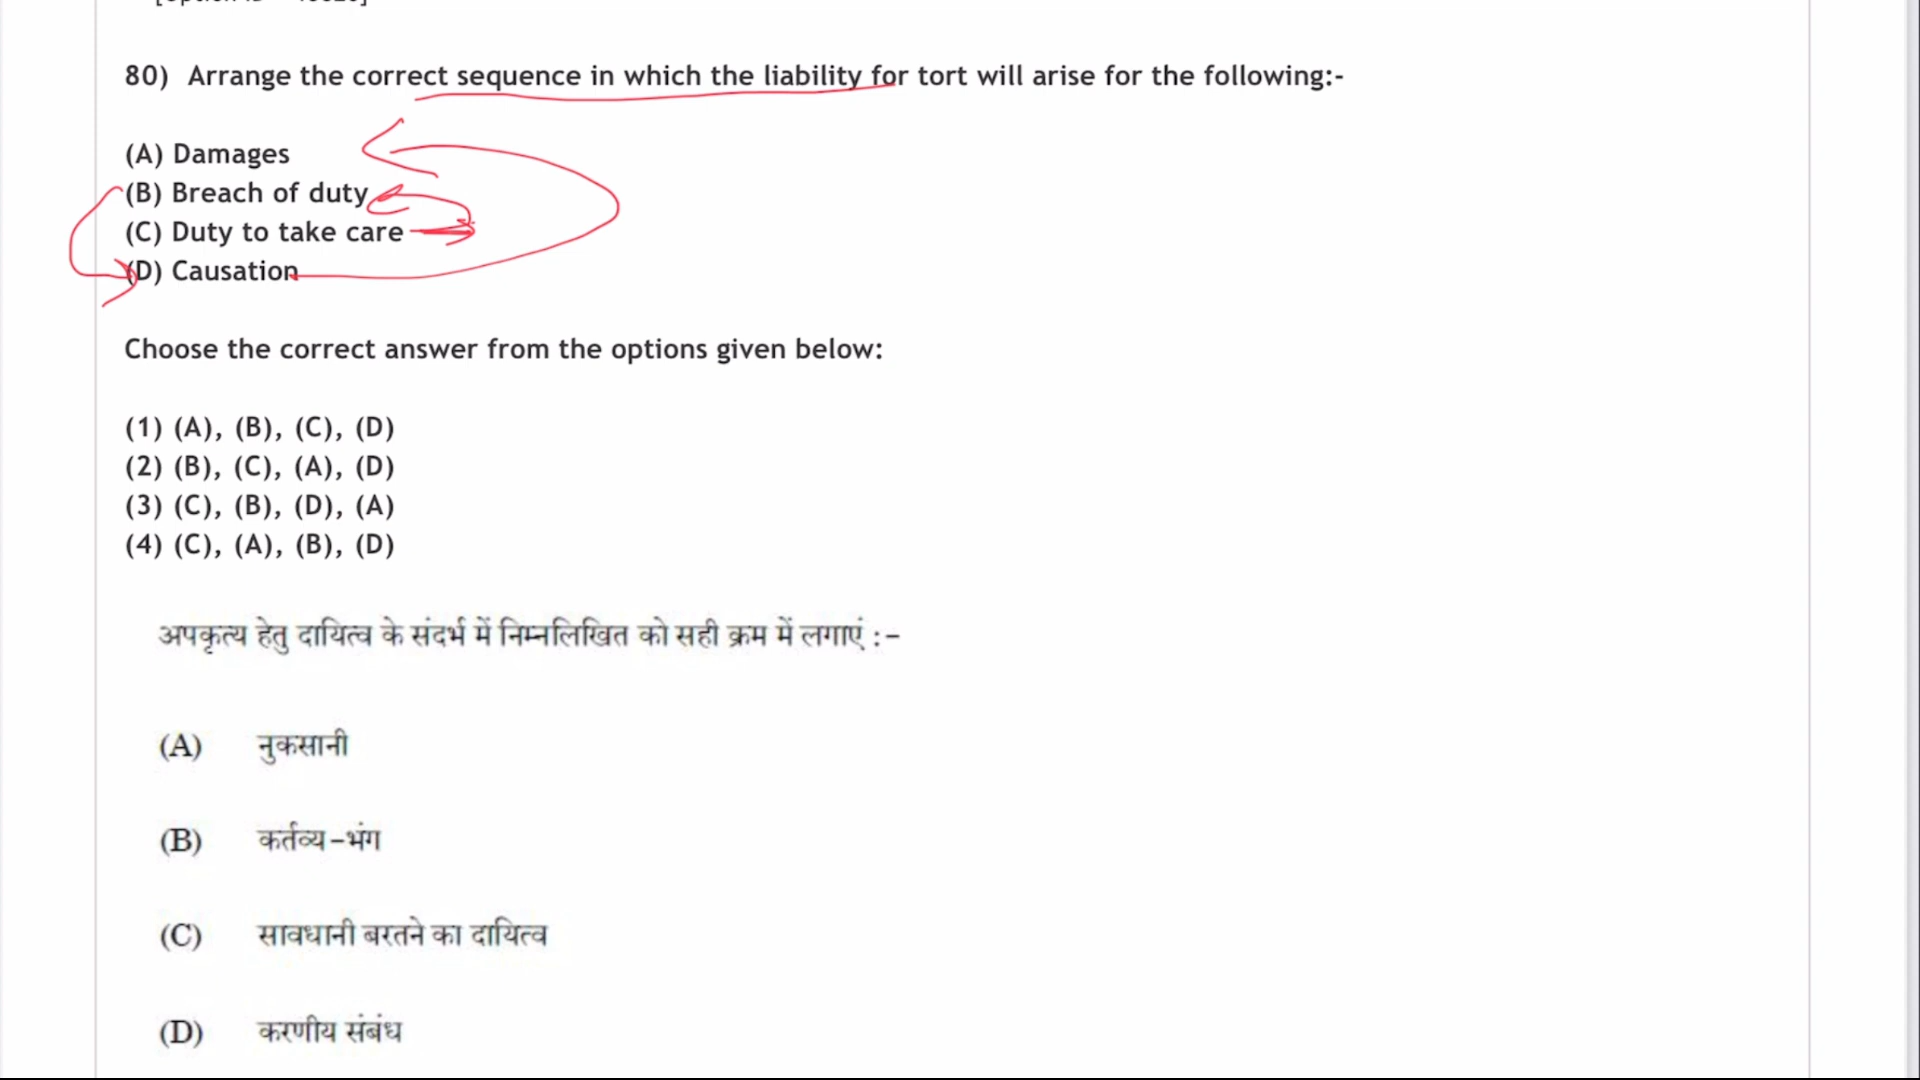 80) Arrange the correct sequence in which the liability for tort will arise for the following:-
(A) Damages
(B) Breach of duty
(C) Duty to take care
(D) Causation
Choose the correct answer from the options given below:
(1) (A), (B), (C), (D)
(2) (B), (C), (A), (D)
(3) (C), (B), (D), (A)
(4) (C), (A), (B), (D)
अपकृत्य हेतु दायित्व के संदर्भ में निम्नलिखित को सही क्रम में लगाएं :–
(A) नुकसानी
(B) कर्तव्य–भंग
(C) सावधानी बरतने का दायित्व
(D) करणीय संबंध